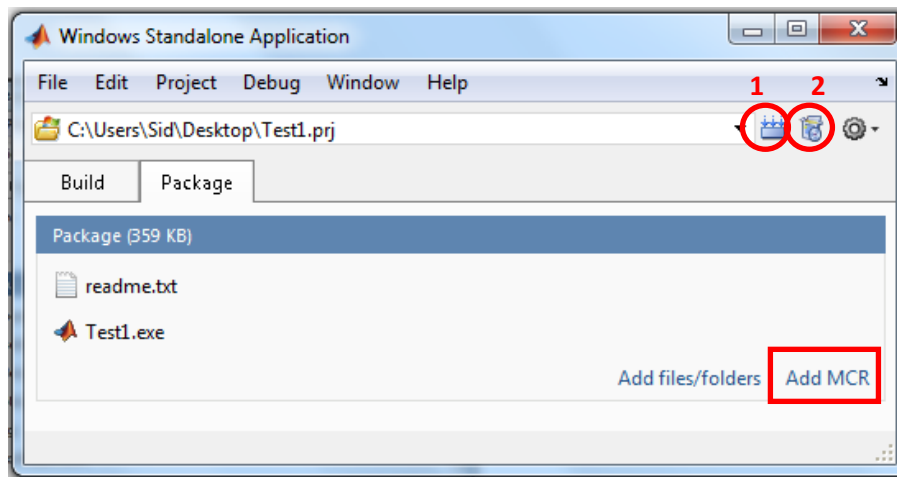 Windows Standalone Application
File Edit Project Debug Window Help
1 2
C:\Users\Sid\Desktop\Test1.prj
Build Package
Package (359 KB)
readme.txt
Test1.exe
Add files/folders Add MCR